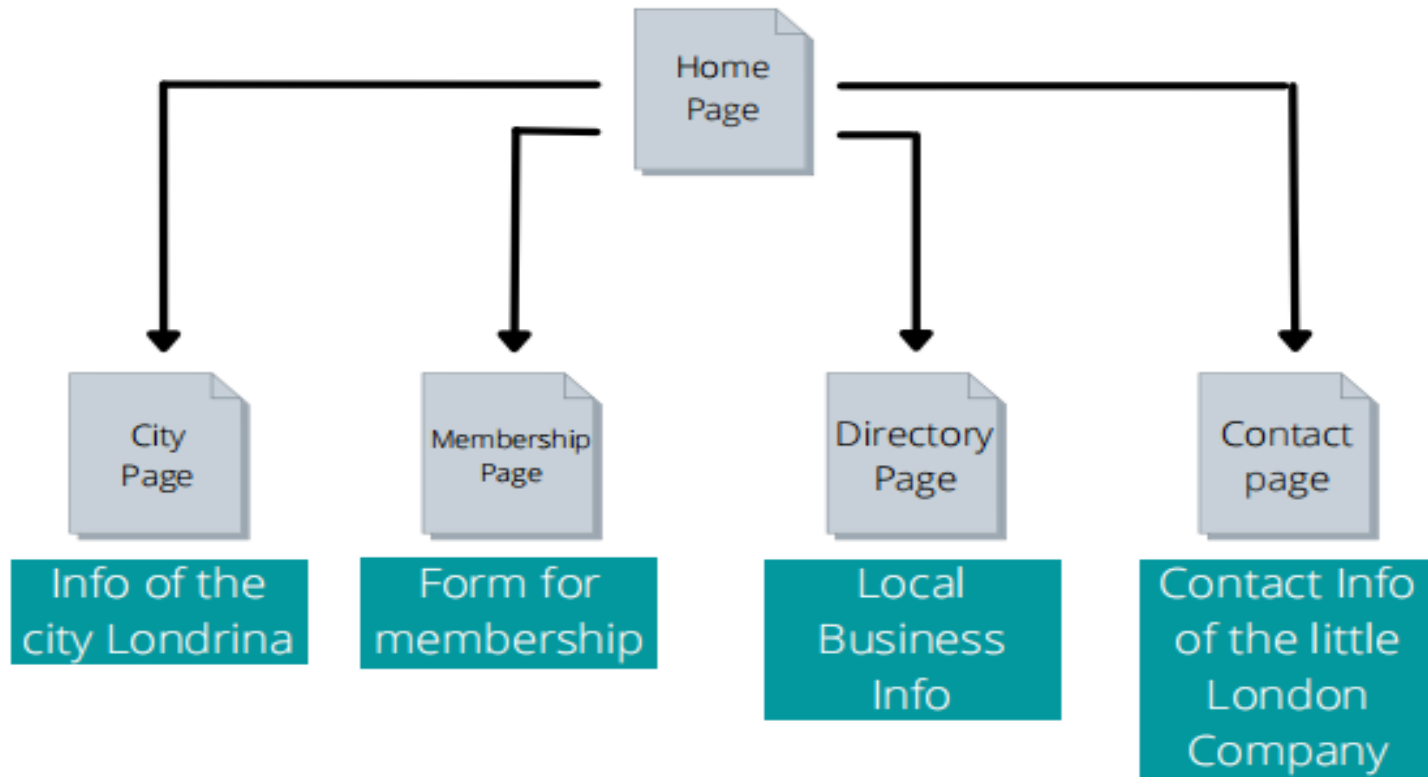 Home
Page
City
Page
Membership
Page
Directory
Page
Contact
page
Info of the
city Londrina
Form for
membership
Local
Business
Info
Contact Info
of the little
London
Company